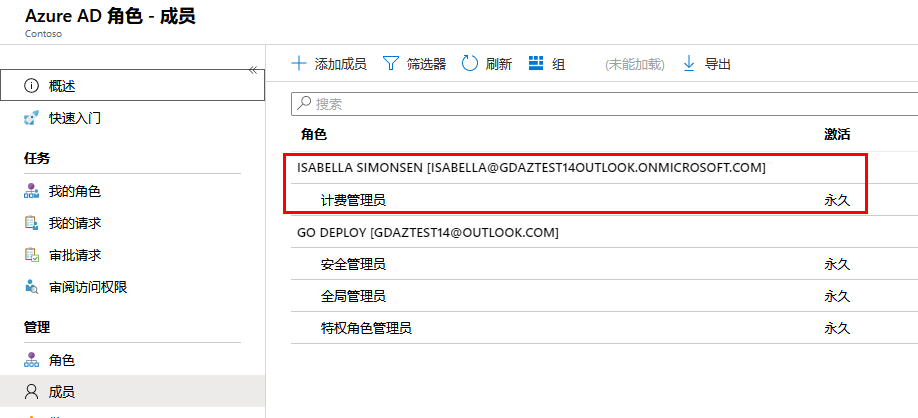 Azure AD 角色 - 成员
Contoso
«
概述
快速入门
任务
我的角色
我的请求
审批请求
审阅访问权限
管理
角色
成员
添加成员 筛选器 刷新 组 (未能加载) 导出
搜索
角色 激活
ISABELLA SIMONSEN [ISABELLA@GDAZTEST14OUTLOOK.ONMICROSOFT.COM]
计费管理员 永久
GO DEPLOY [GDAZTEST14@OUTLOOK.COM]
安全管理员 永久
全局管理员 永久
特权角色管理员 永久